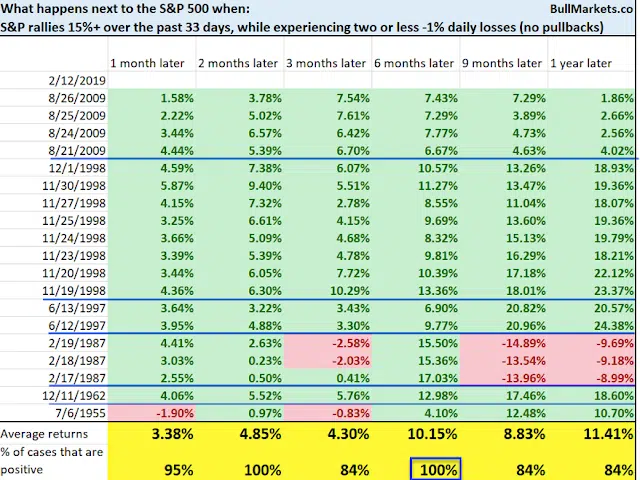 What happens next to the S&P 500 when: BullMarkets.co
S&P rallies 15%+ over the past 33 days, while experiencing two or less -1% daily losses (no pullbacks)
1 month later 2 months later 3 months later 6 months later 9 months later 1 year later
2/12/2019
8/26/2009 1.58% 3.78% 7.54% 7.43% 7.29% 1.86%
8/25/2009 2.22% 5.02% 7.61% 7.29% 3.89% 2.66%
8/24/2009 3.44% 6.57% 6.42% 7.77% 4.73% 2.56%
8/21/2009 4.44% 5.39% 6.70% 6.67% 4.63% 4.02%
12/1/1998 4.59% 7.38% 6.07% 10.57% 13.26% 18.93%
11/30/1998 5.87% 9.40% 5.51% 11.27% 13.47% 19.36%
11/27/1998 4.15% 7.32% 2.78% 8.55% 11.04% 18.07%
11/25/1998 3.25% 6.61% 4.15% 9.69% 13.60% 19.36%
11/24/1998 3.66% 5.09% 4.68% 8.32% 15.13% 19.79%
11/23/1998 3.39% 5.39% 4.78% 9.81% 16.29% 18.21%
11/20/1998 3.44% 6.05% 7.72% 10.39% 17.18% 22.12%
11/19/1998 4.36% 6.30% 10.29% 13.36% 18.01% 23.37%
6/13/1997 3.64% 3.22% 3.43% 6.90% 20.82% 20.57%
6/12/1997 3.95% 4.88% 3.30% 9.77% 20.96% 24.38%
2/19/1987 4.41% 2.63% -2.58% 15.50% -14.89% -9.69%
2/18/1987 3.03% 0.23% -2.03% 15.36% -13.54% -9.18%
2/17/1987 2.55% 0.50% 0.41% 17.03% -13.96% -8.99%
12/11/1962 4.06% 5.52% 5.76% 12.98% 17.46% 18.60%
7/6/1955 -1.90% 0.97% -0.83% 4.10% 12.48% 10.70%
Average returns 3.38% 4.85% 4.30% 10.15% 8.83% 11.41%
% of cases that are
positive 95% 100% 84% 100% 84% 84%